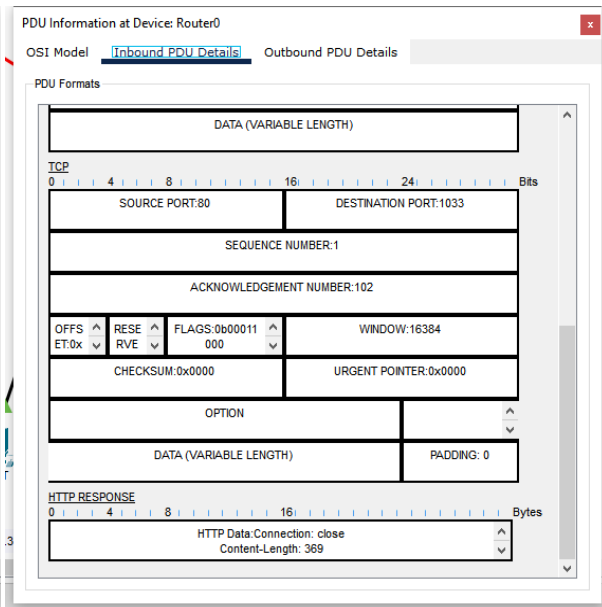 PDU Information at Device: Router0
x
OSI Model Inbound PDU Details Outbound PDU Details
PDU Formats
DATA (VARIABLE LENGTH)
TCP
0 4 8 16 24 Bits
SOURCE PORT:80 DESTINATION PORT:1033
SEQUENCE NUMBER:1
ACKNOWLEDGEMENT NUMBER:102
OFFS RESE FLAGS:0b00011 WINDOW:16384
ET:0x RVE 000
CHECKSUM:0x0000 URGENT POINTER:0x0000
OPTION
DATA (VARIABLE LENGTH) PADDING: 0
HTTP RESPONSE
0 4 8 16 Bytes
HTTP Data:Connection: close
Content-Length: 369
T
.3